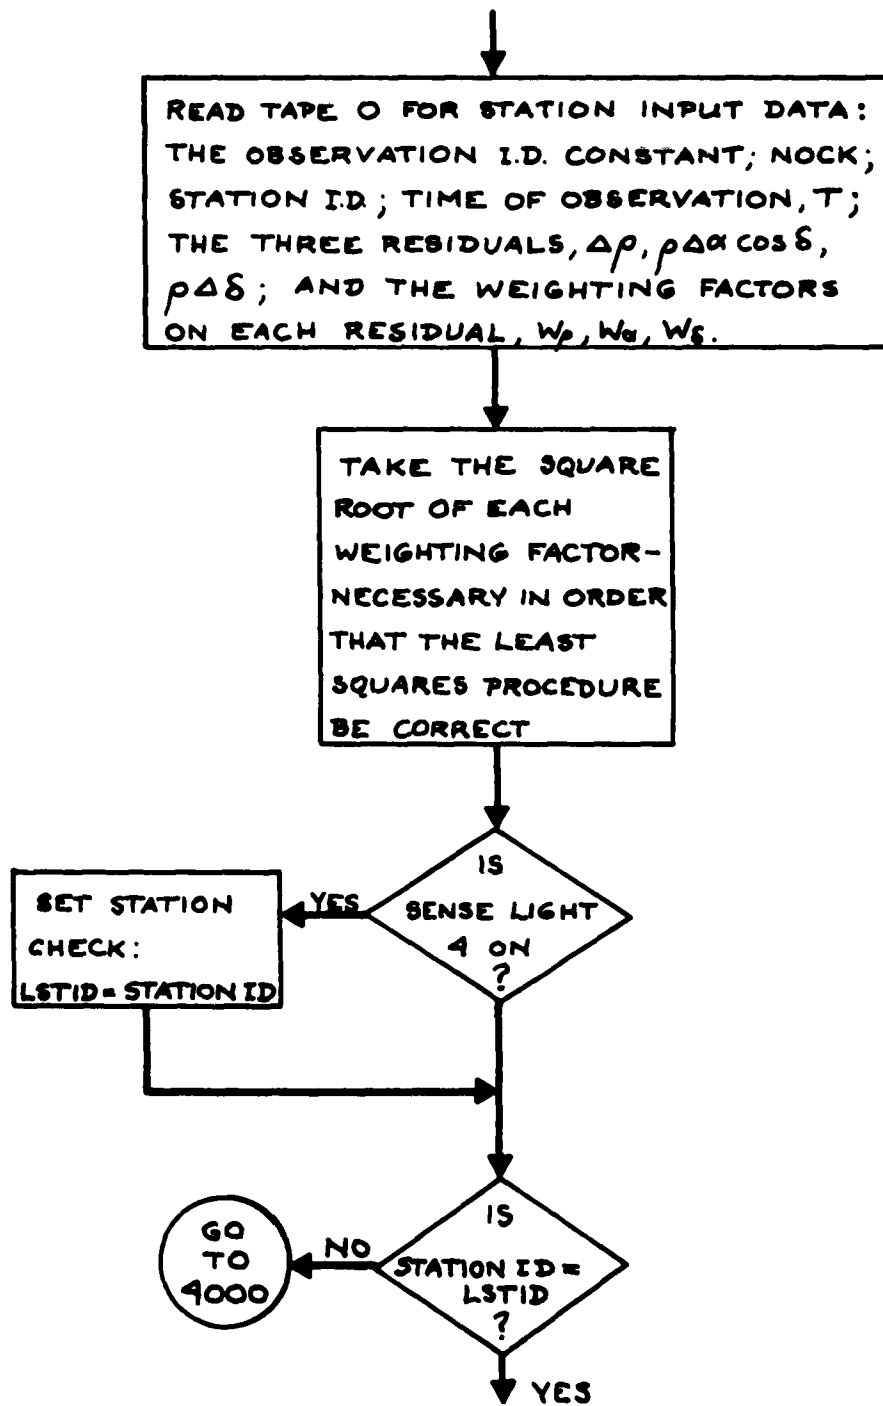 READ TAPE O FOR STATION INPUT DATA:
THE OBSERVATION I.D. CONSTANT; NOCK;
STATION I.D.; TIME OF OBSERVATION, T;
THE THREE RESIDUALS, Δρ, ρΔα COS δ,
ρΔδ; AND THE WEIGHTING FACTORS
ON EACH RESIDUAL, Wρ, Wα, Wδ.
TAKE THE SQUARE
ROOT OF EACH
WEIGHTING FACTOR-
NECESSARY IN ORDER
THAT THE LEAST
SQUARES PROCEDURE
BE CORRECT
IS
SENSE LIGHT
4 ON
?
YES
SET STATION
CHECK:
LSTID = STATION ID
IS
STATION ID =
LSTID
?
NO
GO
TO
4000
YES